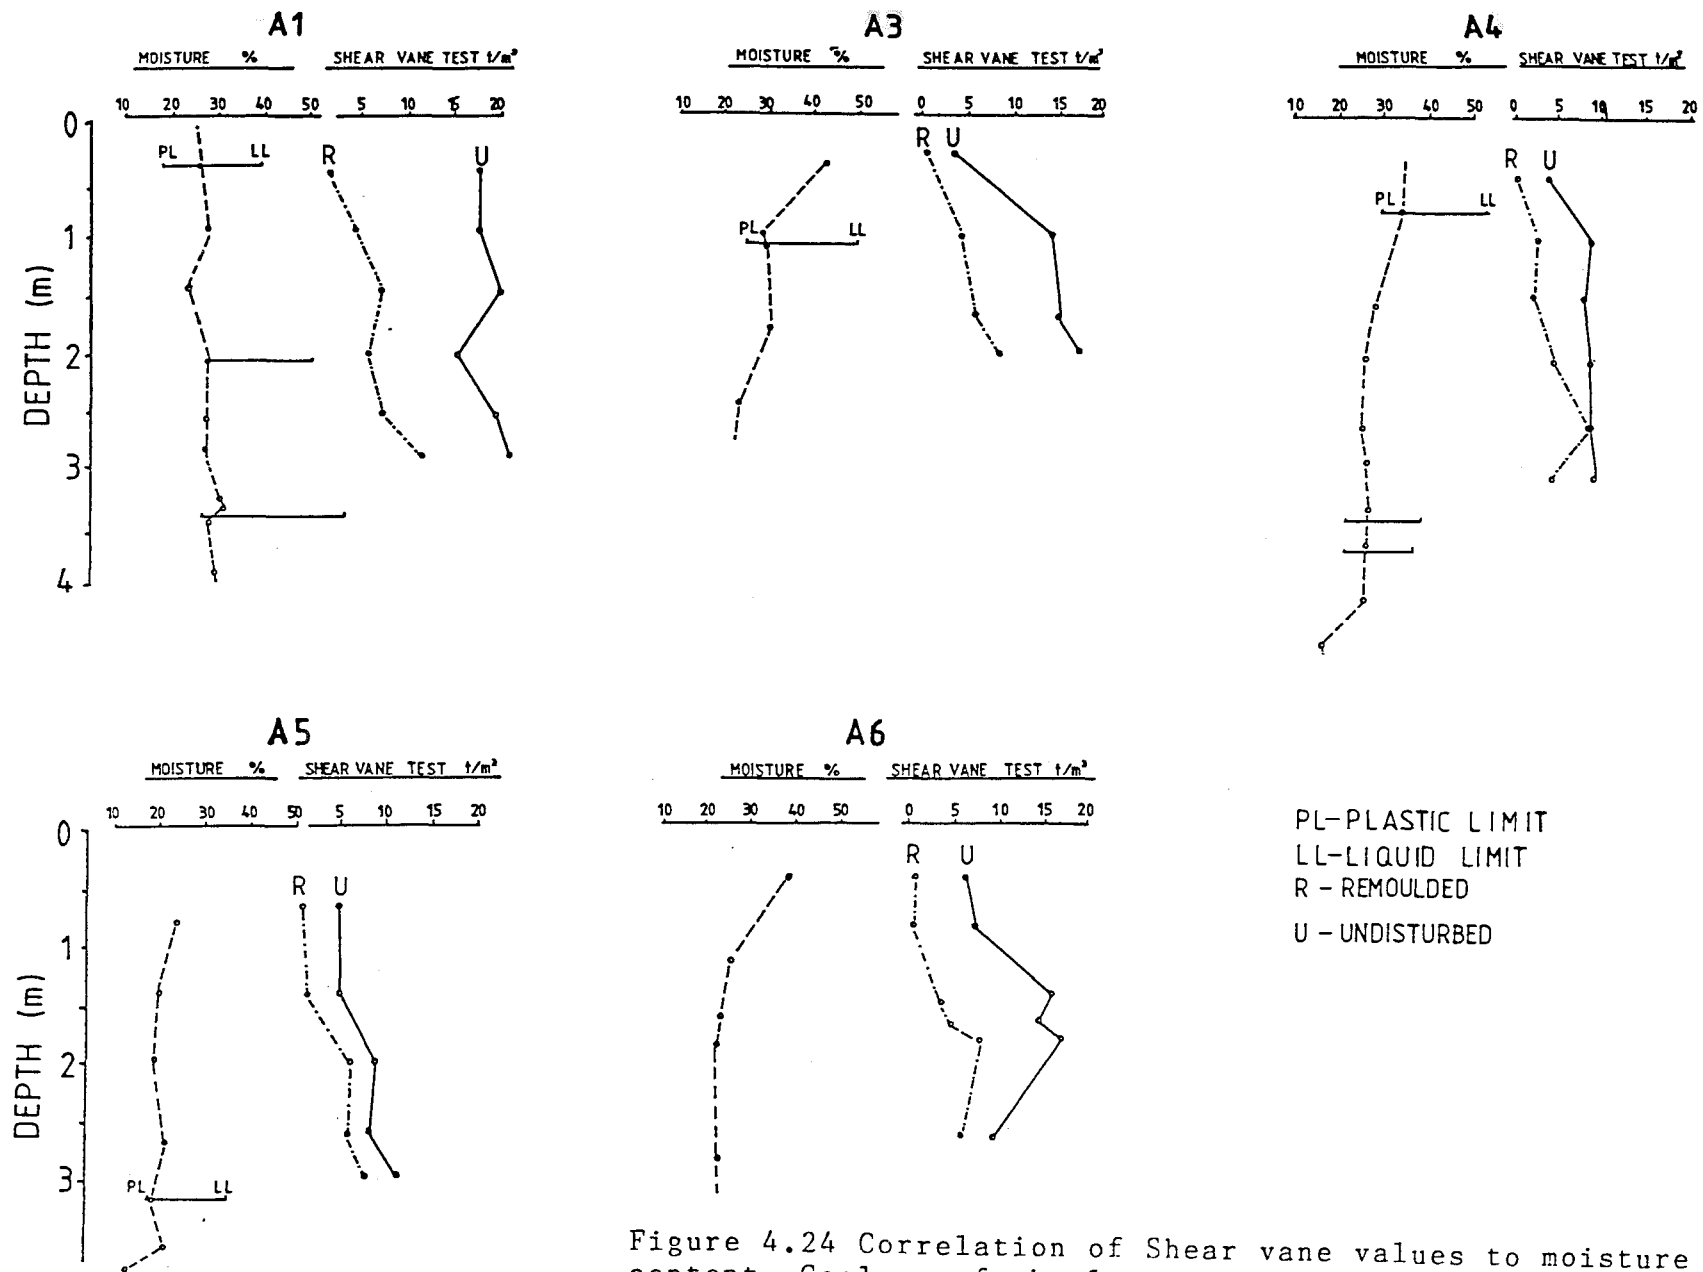 A1
MOISTURE % SHEAR VANE TEST t/m²
10 20 30 40 50 5 10 15 20
0
PL LL R U
1
2
3
4
DEPTH (m)
A3
MOISTURE % SHEAR VANE TEST t/m²
10 20 30 40 50 0 5 10 15 20
R U
PL LL
A4
MOISTURE % SHEAR VANE TEST t/m²
10 20 30 40 50 0 5 10 15 20
R U
PL LL
A5
MOISTURE % SHEAR VANE TEST t/m²
10 20 30 40 50 5 10 15 20
0
R U
1
2
3
PL LL
DEPTH (m)
A6
MOISTURE % SHEAR VANE TEST t/m²
10 20 30 40 50 0 5 10 15 20
R U
PL-PLASTIC LIMIT
LL-LIQUID LIMIT
R - REMOULDED
U - UNDISTURBED
Figure 4.24 Correlation of Shear vane values to moisture